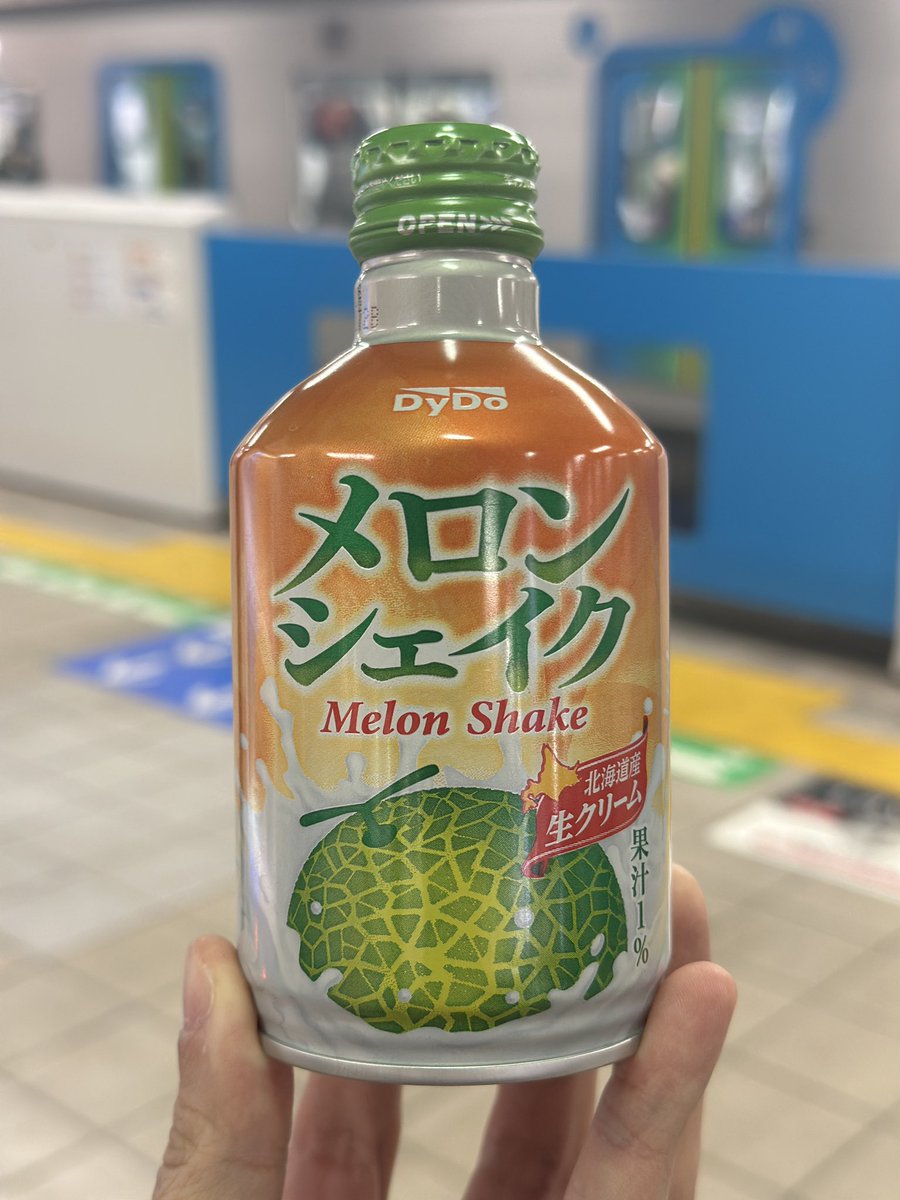 OPEN>>>
DyDo
メロン
シェイク
Melon Shake
北海道産
生クリーム
果汁1%